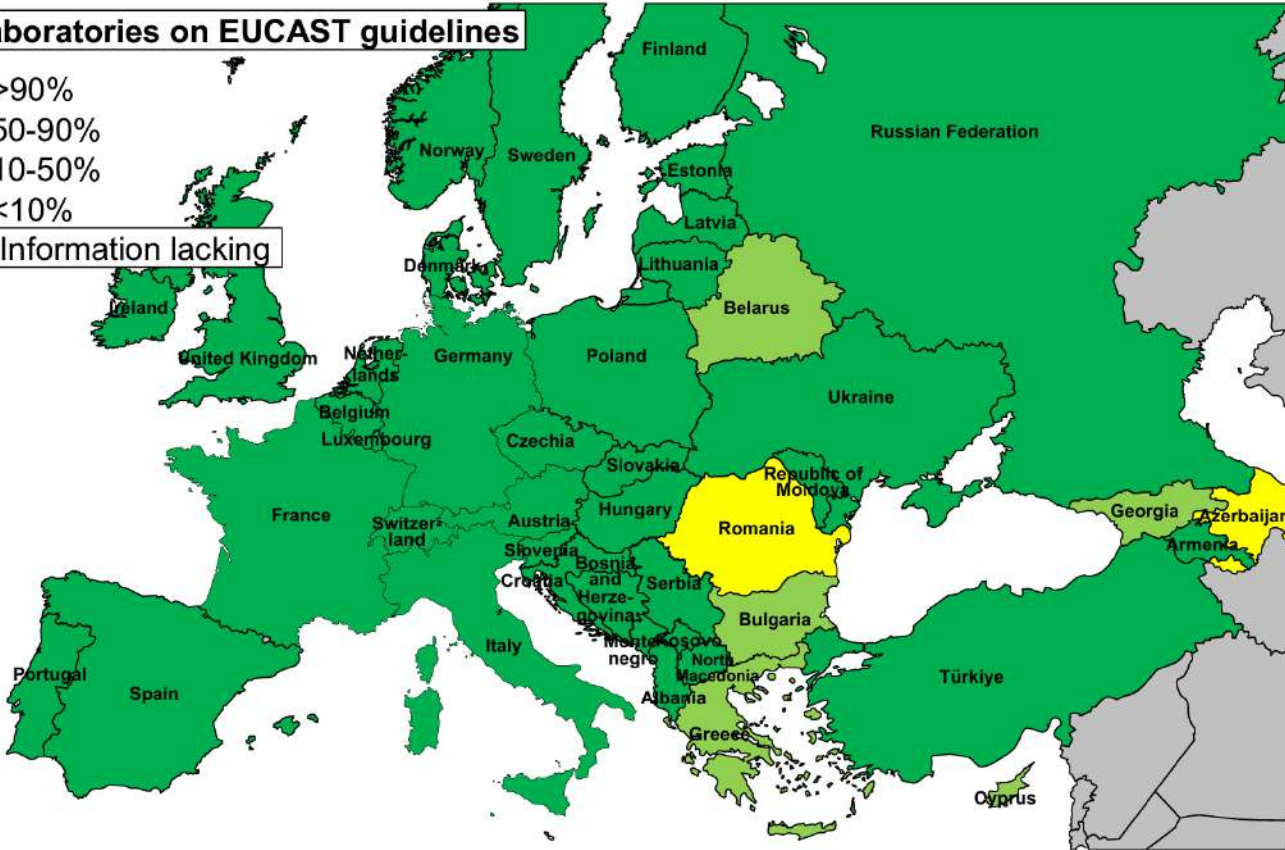 aboratories on EUCAST guidelines
>90%
50-90%
10-50%
<10%
Information lacking
Finland
Russian Federation
Norway
Sweden
Estonia
Latvia
Denmark
Lithuania
Ireland
Belarus
United Kingdom
Nether-
lands
Germany
Poland
Ukraine
Belgium
Luxembourg
Czechia
Slovakia
Republic of
Moldova
France
Switzer-
land
Austria
Hungary
Romania
Georgia
Azerbaijan
Armenia
Slovenia
Croatia
Bosnia
and
Herze-
govina
Serbia
Bulgaria
Italy
Monte
negro
Kosovo
North
Macedonia
Portugal
Spain
Albania
Türkiye
Greece
Cyprus